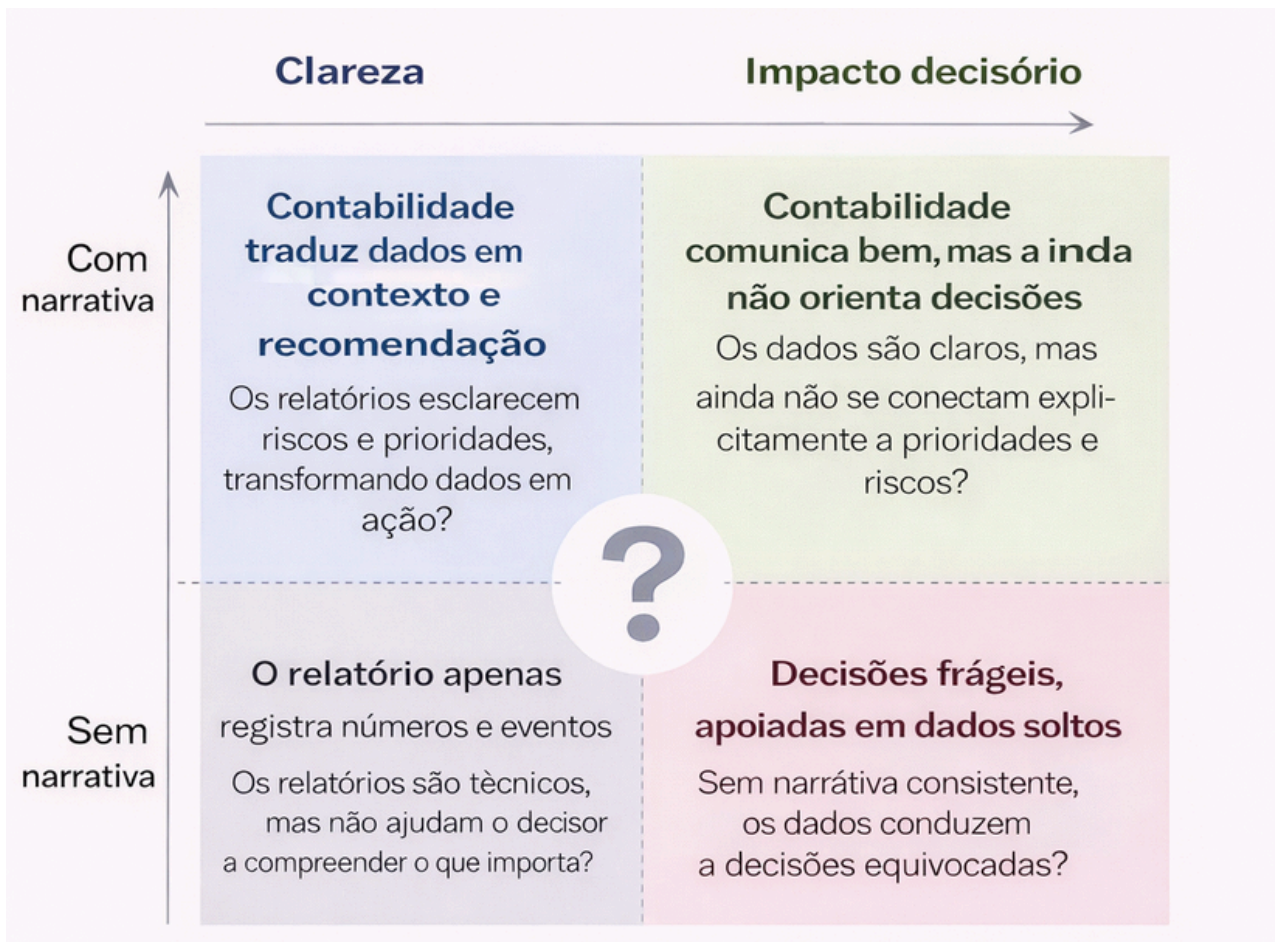 Clareza
Impacto decisório
Com
narrativa
Contabilidade
traduz dados em
contexto e
recomendação
Os relatórios esclarecem
riscos e prioridades,
transformando dados em
ação?
Contabilidade
comunica bem, mas a inda
não orienta decisões
Os dados são claros, mas
ainda não se conectam expli-
citamente a prioridades e
riscos?
?
Sem
narrativa
O relatório apenas
registra números e eventos
Os relatórios são tècnicos,
mas não ajudam o decisor
a compreender o que importa?
Decisões frágeis,
apoiadas em dados soltos
Sem narrátiva consistente,
os dados conduzem
a decisões equivocadas?